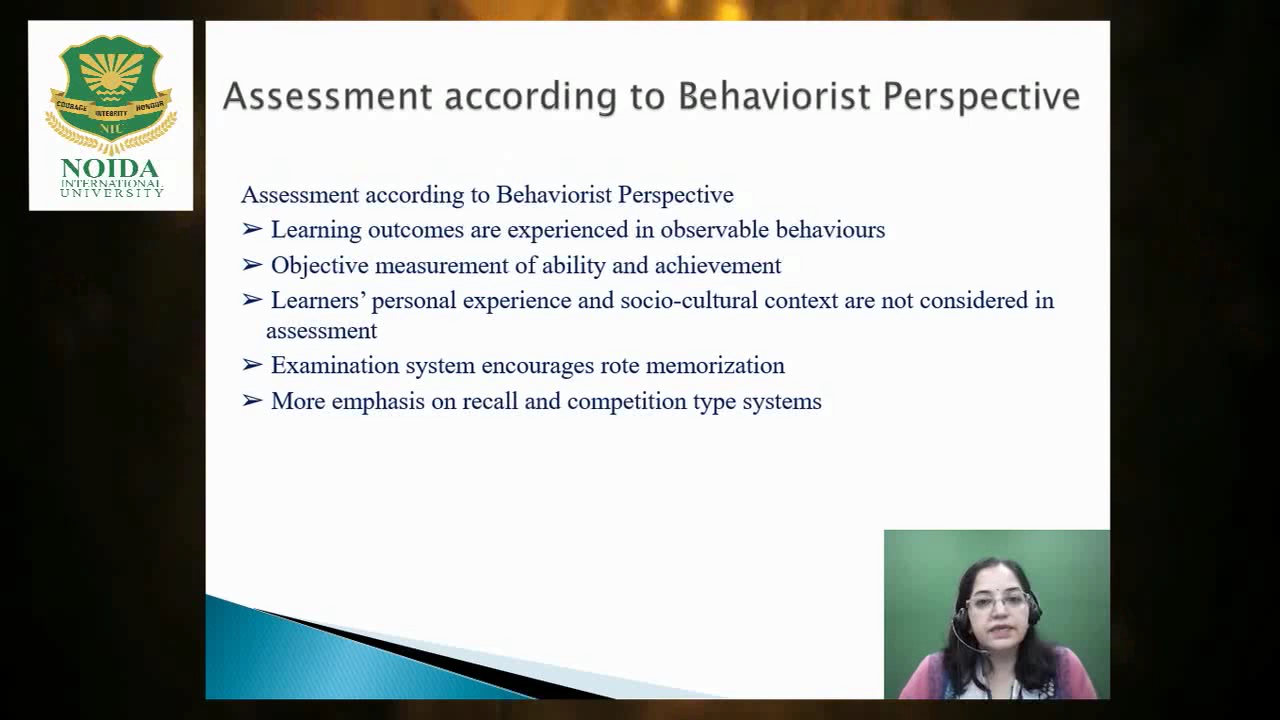 COURAGE
INTEGRITY
HONOUR
NIU
NOIDA
INTERNATIONAL
UNIVERSITY
Assessment according to Behaviorist Perspective
Assessment according to Behaviorist Perspective
➢ Learning outcomes are experienced in observable behaviours
➢ Objective measurement of ability and achievement
➢ Learners’ personal experience and socio-cultural context are not considered in
assessment
➢ Examination system encourages rote memorization
➢ More emphasis on recall and competition type systems